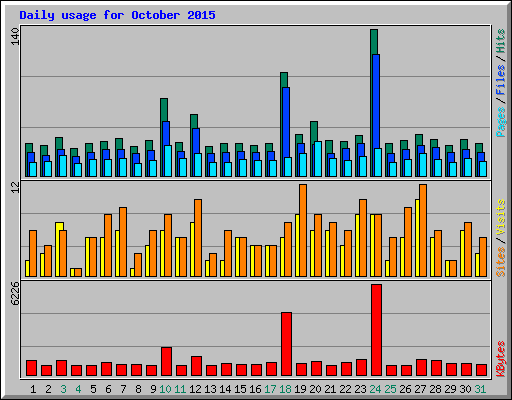 Daily usage for October 2015
140
Pages / Files / Hits
12
Sites / Visits
6226
KBytes
1 2 3 4 5 6 7 8 9 10 11 12 13 14 15 16 17 18 19 20 21 22 23 24 25 26 27 28 29 30 31